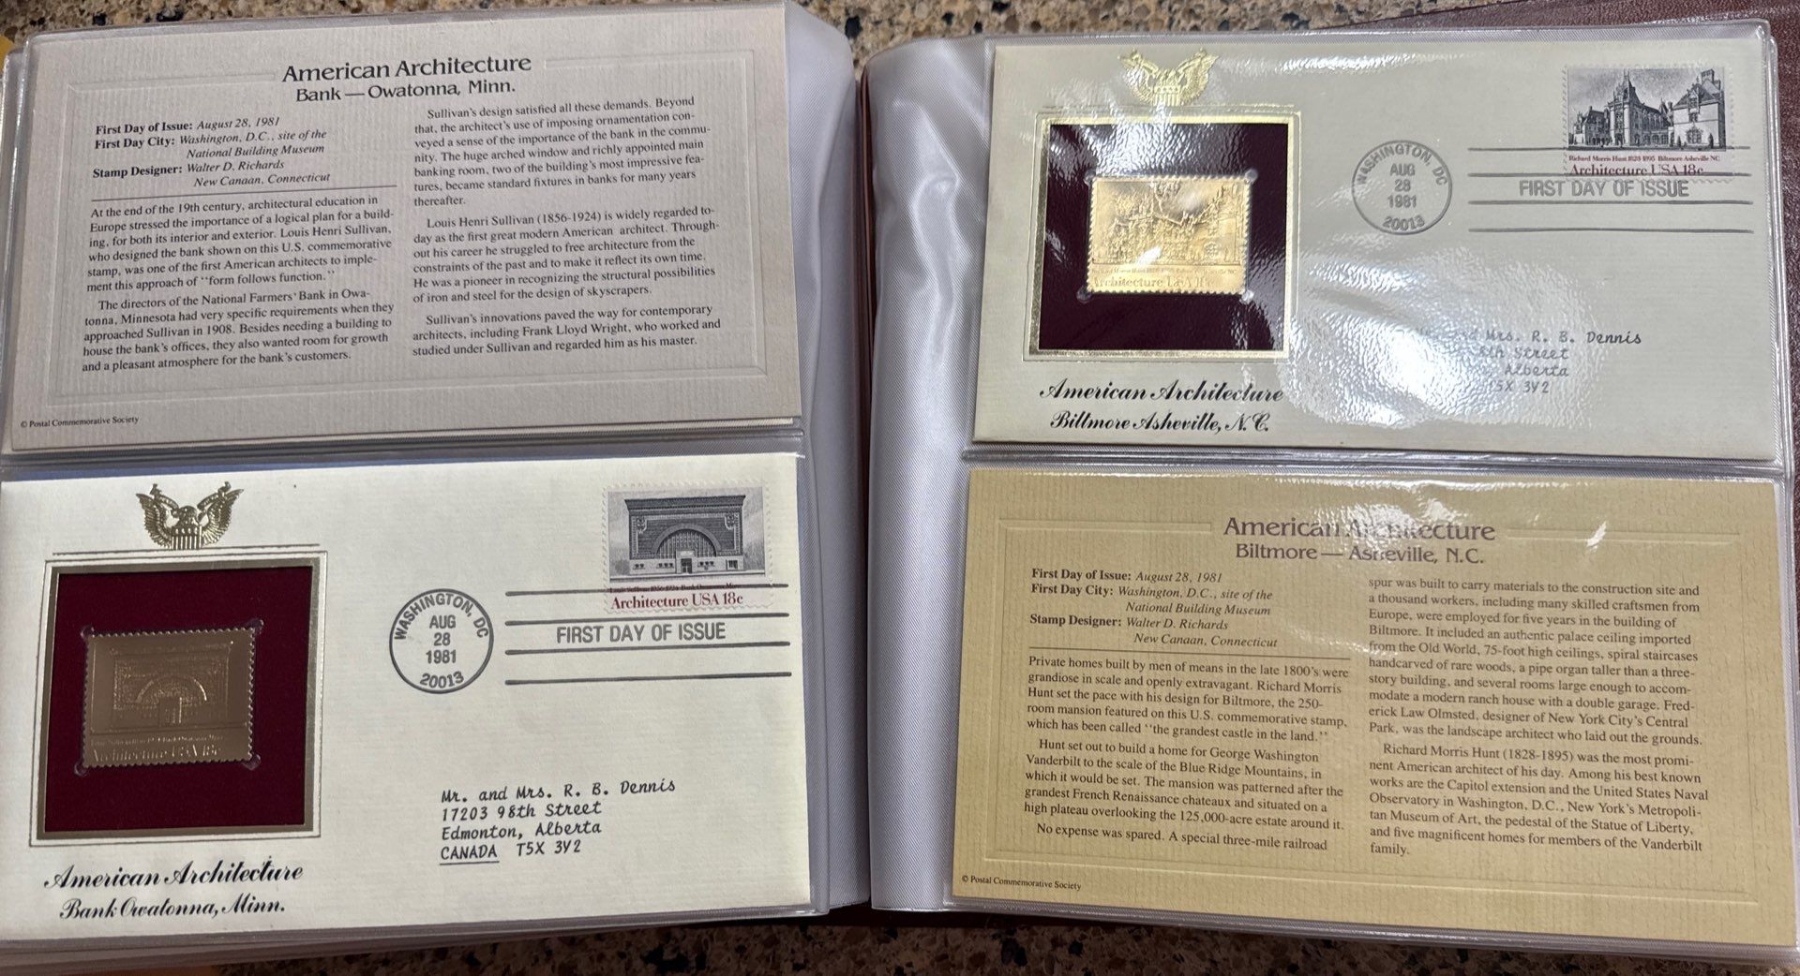 American Architecture
Bank — Owatonna, Minn.
First Day of Issue: August 28, 1981
First Day City: Washington, D.C., site of the
National Building Museum
Stamp Designer: Walter D. Richards
New Canaan, Connecticut
At the end of the 19th century, architectural education in
Europe stressed the importance of a logical plan for a build-
ing, for both its interior and exterior. Louis Henri Sullivan,
who designed the bank shown on this U.S. commemorative
stamp, was one of the first American architects to imple-
ment this approach of "form follows function."
The directors of the National Farmers' Bank in Owa-
tonna, Minnesota had very specific requirements when they
approached Sullivan in 1908. Besides needing a building to
house the bank's offices, they also wanted room for growth
and a pleasant atmosphere for the bank's customers.
Sullivan's design satisfied all these demands. Beyond
that, the architect's use of imposing ornamentation con-
veyed a sense of the importance of the bank in the commu-
nity. The huge arched window and richly appointed main
banking room, two of the building's most impressive fea-
tures, became standard fixtures in banks for many years
thereafter.
Louis Henri Sullivan (1856-1924) is widely regarded to-
day as the first great modern American architect. Through-
out his career he struggled to free architecture from the
constraints of the past and to make it reflect its own time.
He was a pioneer in recognizing the structural possibilities
of iron and steel for the design of skyscrapers.
Sullivan's innovations paved the way for contemporary
architects, including Frank Lloyd Wright, who worked and
studied under Sullivan and regarded him as his master.
© Postal Commemorative Society
Architecture USA 18c
WASHINGTON, DC
AUG
28
1981
20013
FIRST DAY OF ISSUE
Architecture USA 18c
Mr. and Mrs. R. B. Dennis
17203 98th Street
Edmonton, Alberta
CANADA T5X 3Y2
American Architecture
Bank Owatonna, Minn.
Richard Morris Hunt 1828-1895 Biltmore Asheville NC
Architecture USA 18c
WASHINGTON, DC
AUG
28
1981
20013
FIRST DAY OF ISSUE
Architecture USA 18c
and Mrs. R. B. Dennis
Street
Alberta
T5X 3Y2
American Architecture
Biltmore Asheville, N.C.
American Architecture
Biltmore — Asheville, N.C.
First Day of Issue: August 28, 1981
First Day City: Washington, D.C., site of the
National Building Museum
Stamp Designer: Walter D. Richards
New Canaan, Connecticut
Private homes built by men of means in the late 1800's were
grandiose in scale and openly extravagant. Richard Morris
Hunt set the pace with his design for Biltmore, the 250-
room mansion featured on this U.S. commemorative stamp,
which has been called "the grandest castle in the land."
Hunt set out to build a home for George Washington
Vanderbilt to the scale of the Blue Ridge Mountains, in
which it would be set. The mansion was patterned after the
grandest French Renaissance chateaux and situated on a
high plateau overlooking the 125,000-acre estate around it.
No expense was spared. A special three-mile railroad
spur was built to carry materials to the construction site and
a thousand workers, including many skilled craftsmen from
Europe, were employed for five years in the building of
Biltmore. It included an authentic palace ceiling imported
from the Old World, 75-foot high ceilings, spiral staircases
handcarved of rare woods, a pipe organ taller than a three-
story building, and several rooms large enough to accom-
modate a modern ranch house with a double garage. Fred-
erick Law Olmsted, designer of New York City's Central
Park, was the landscape architect who laid out the grounds.
Richard Morris Hunt (1828-1895) was the most promi-
nent American architect of his day. Among his best known
works are the Capitol extension and the United States Naval
Observatory in Washington, D.C., New York's Metropoli-
tan Museum of Art, the pedestal of the Statue of Liberty,
and five magnificent homes for members of the Vanderbilt
family.
© Postal Commemorative Society